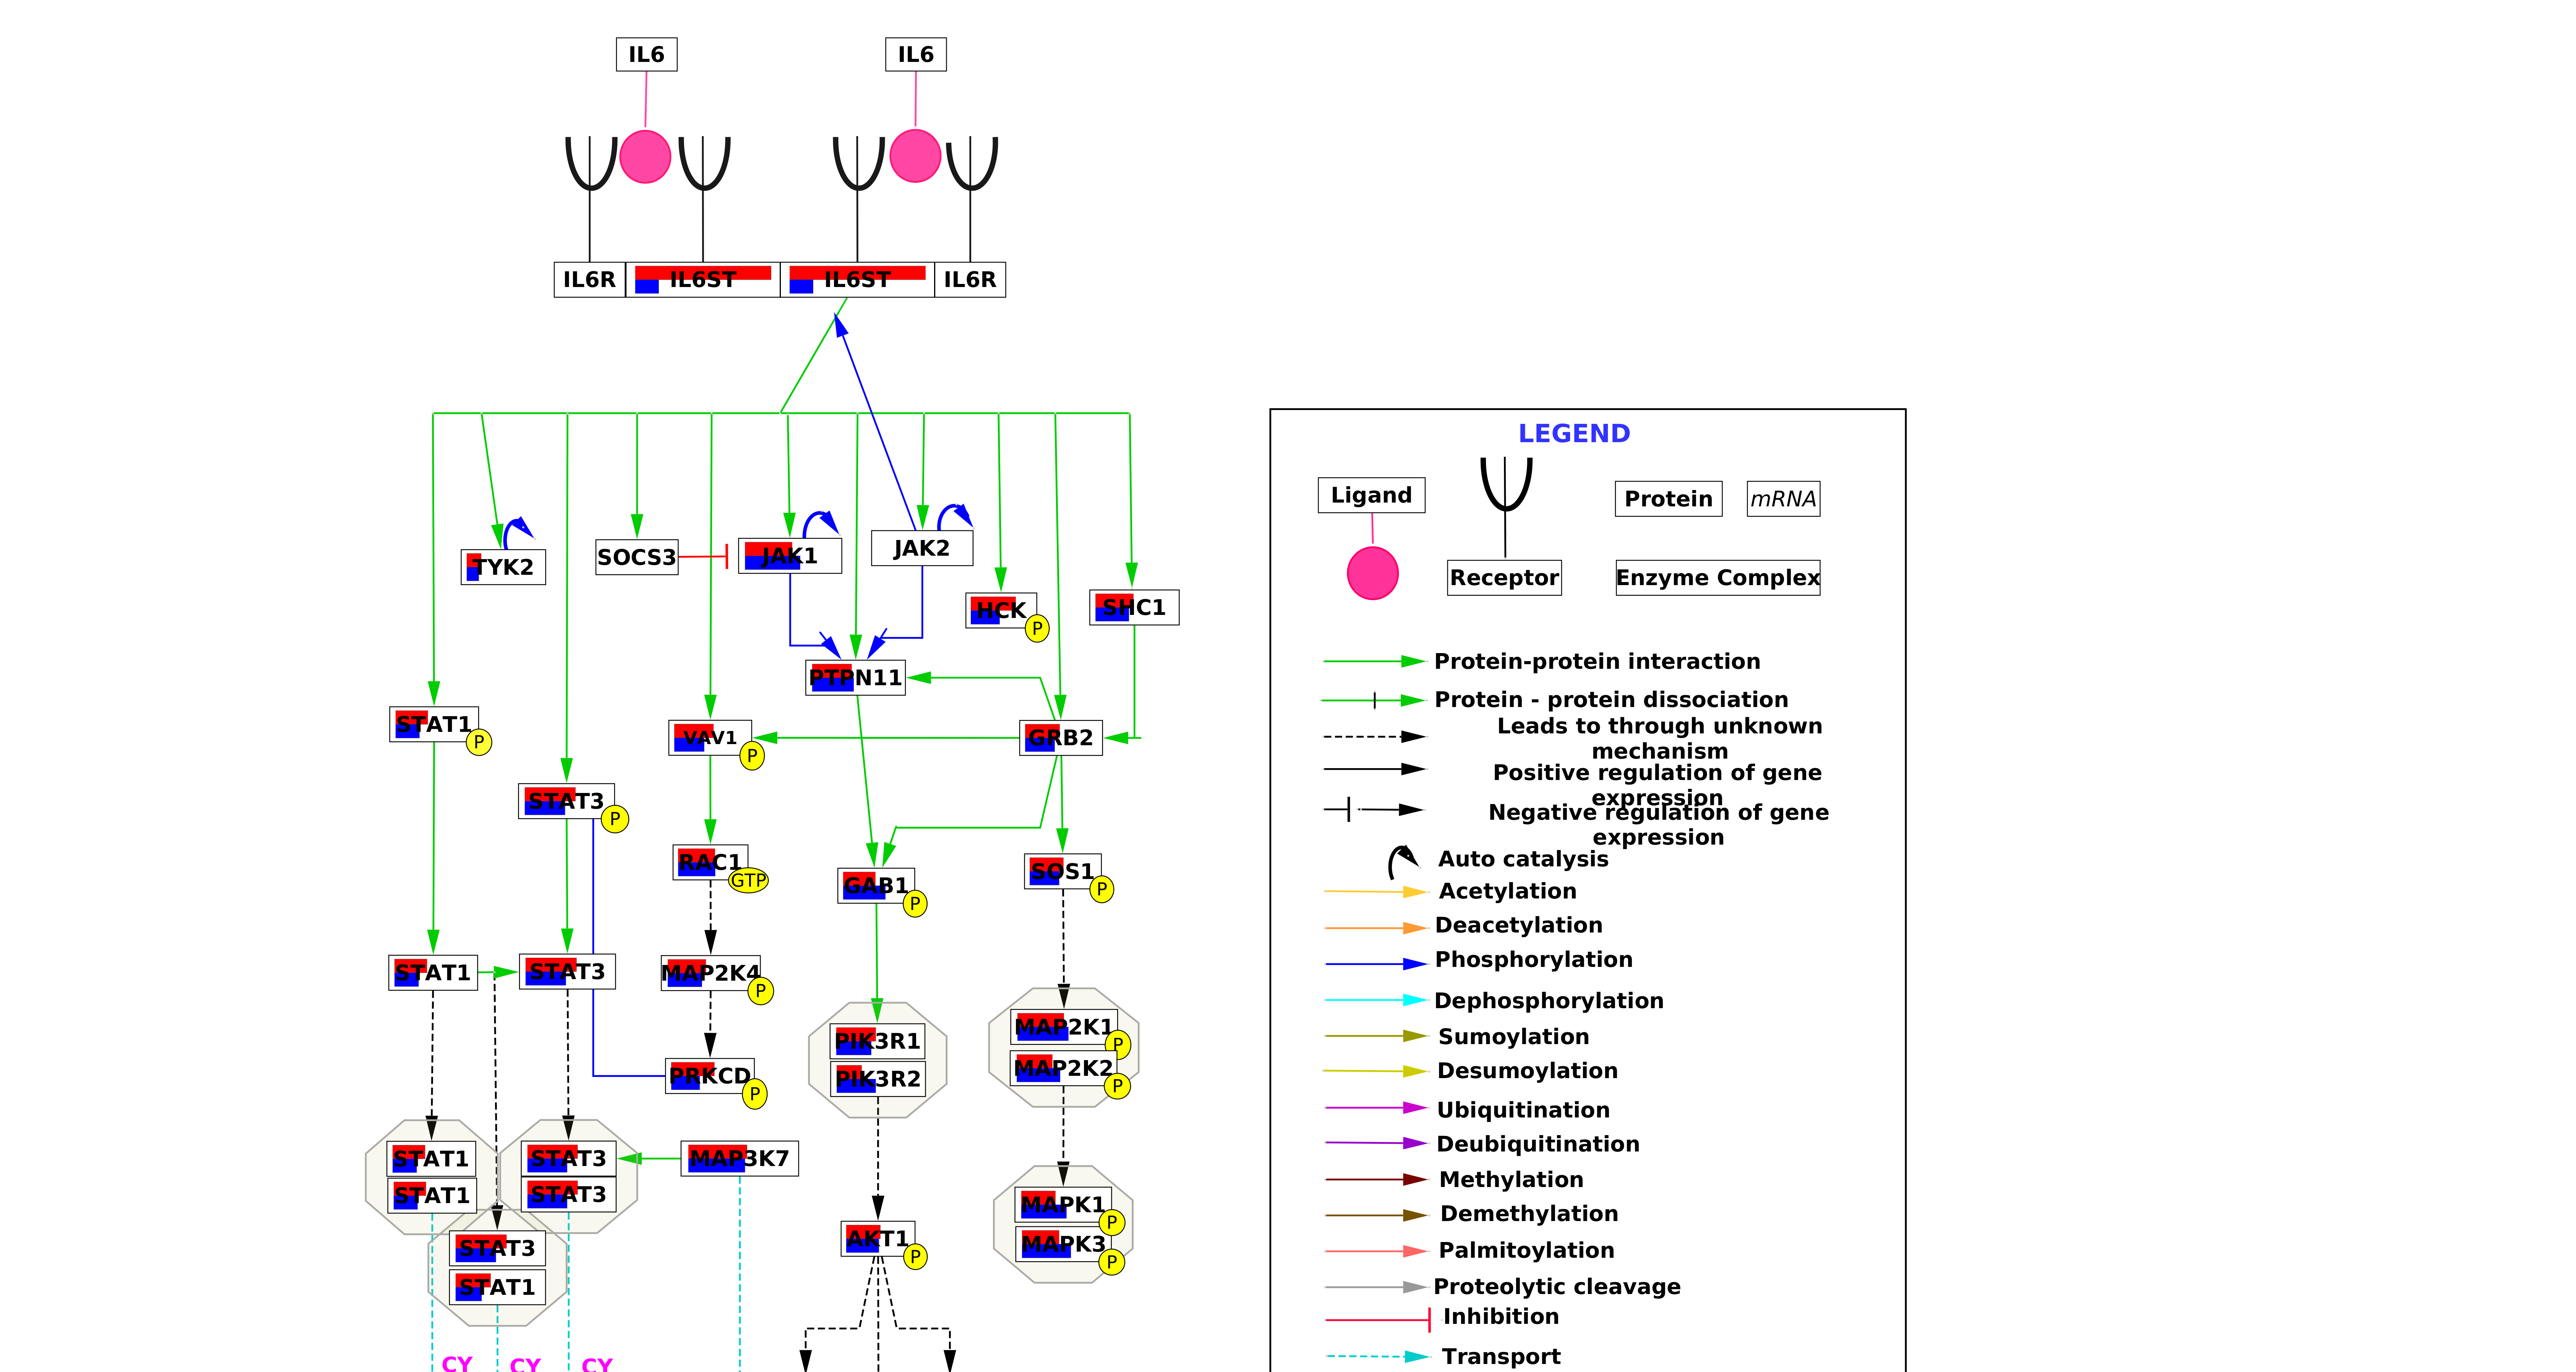 IL6
IL6
IL6R
IL6ST
IL6ST
IL6R
TYK2
SOCS3
JAK1
JAK2
HCK
P
SHC1
PTPN11
STAT1
P
VAV1
P
GRB2
STAT3
P
RAC1
GTP
GAB1
P
SOS1
P
STAT1
STAT3
MAP2K4
P
PIK3R1
PIK3R2
MAP2K1
P
MAP2K2
P
PRKCD
P
STAT1
STAT1
STAT3
STAT3
MAP3K7
STAT3
STAT1
AKT1
P
MAPK1
P
MAPK3
P
CY
CY
CY
LEGEND
Ligand
Receptor
Protein
mRNA
Enzyme Complex
Protein-protein interaction
Protein - protein dissociation
Leads to through unknown
mechanism
Positive regulation of gene
expression
Negative regulation of gene
expression
Auto catalysis
Acetylation
Deacetylation
Phosphorylation
Dephosphorylation
Sumoylation
Desumoylation
Ubiquitination
Deubiquitination
Methylation
Demethylation
Palmitoylation
Proteolytic cleavage
Inhibition
Transport